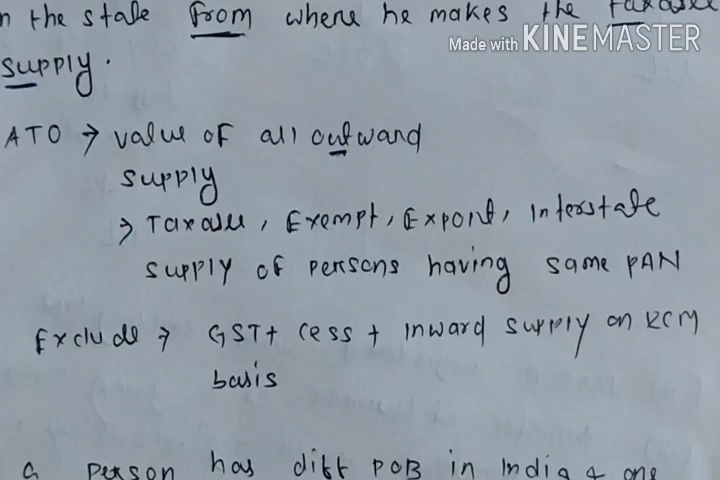 n the state From where he makes the taxable
Made with KINEMASTER
supply.
ATO → value of all outward
supply
→ Taxable, Exempt, Export, Interstate
supply of persons having same PAN
Exclude → GST + Cess + Inward supply on RCM
basis
a person has diff POB in India & one